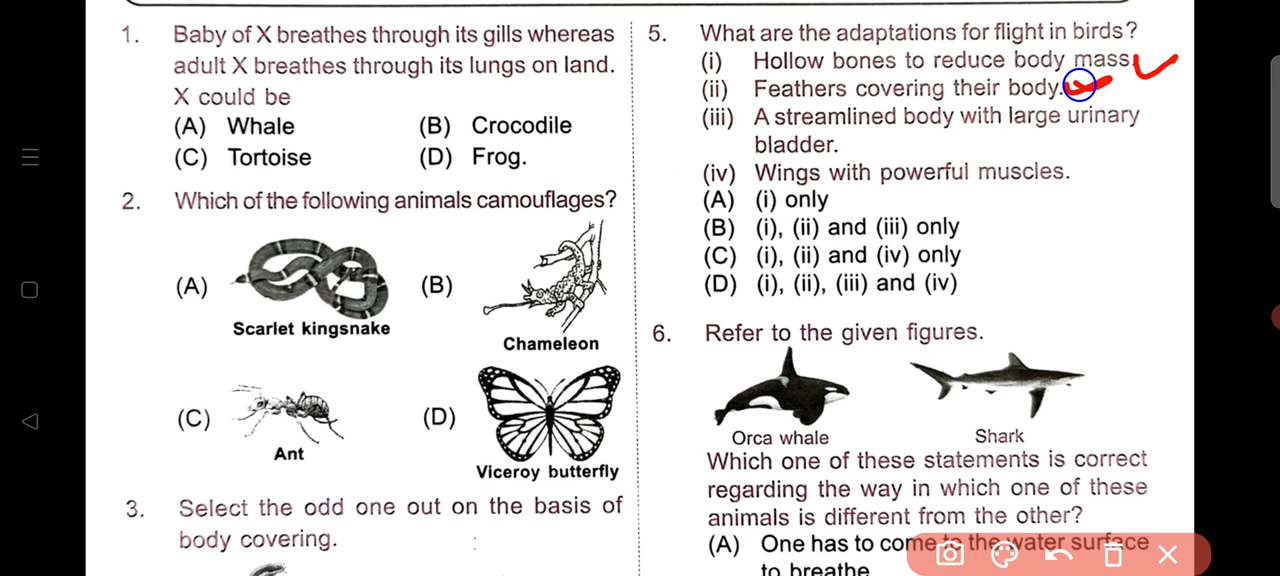 1. Baby of X breathes through its gills whereas
adult X breathes through its lungs on land.
X could be
(A) Whale (B) Crocodile
(C) Tortoise (D) Frog.
2. Which of the following animals camouflages?
(A) (B)
Scarlet kingsnake
Chameleon
(C) (D)
Ant
Viceroy butterfly
3. Select the odd one out on the basis of
body covering.
5. What are the adaptations for flight in birds?
(i) Hollow bones to reduce body mass.
(ii) Feathers covering their body.
(iii) A streamlined body with large urinary
bladder.
(iv) Wings with powerful muscles.
(A) (i) only
(B) (i), (ii) and (iii) only
(C) (i), (ii) and (iv) only
(D) (i), (ii), (iii) and (iv)
6. Refer to the given figures.
Orca whale Shark
Which one of these statements is correct
regarding the way in which one of these
animals is different from the other?
(A) One has to come to the water surface
to breathe